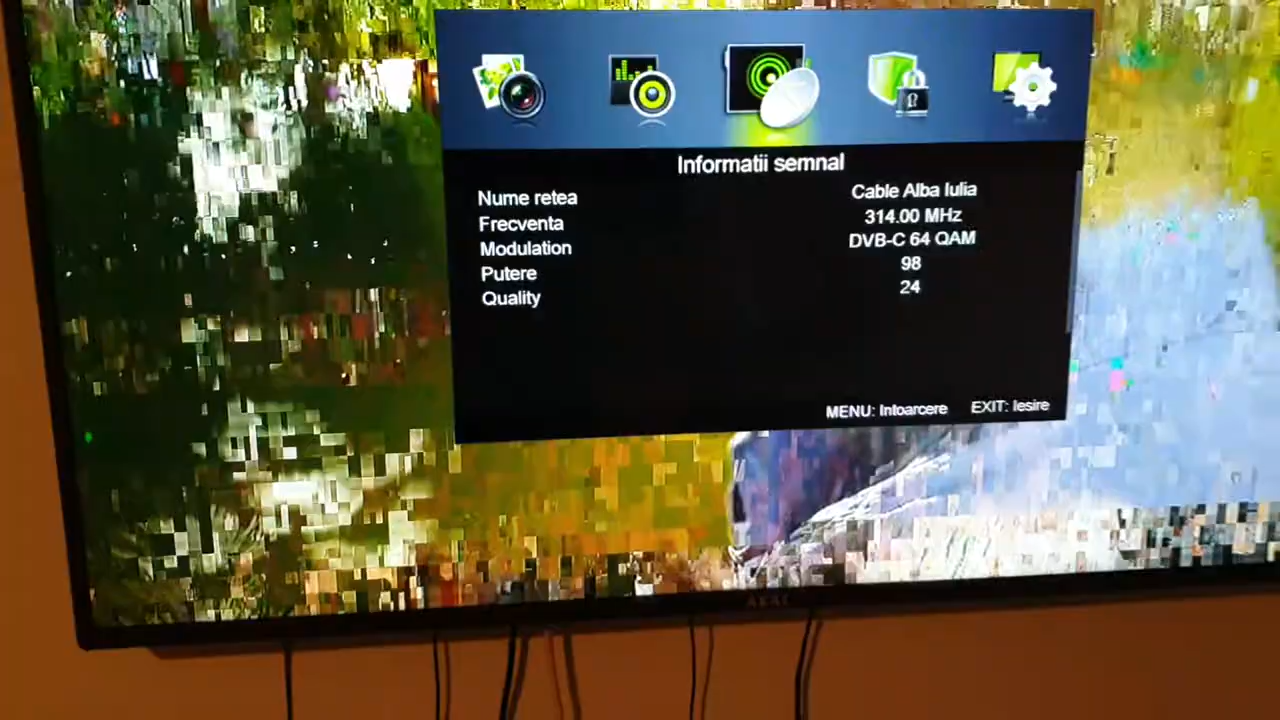 Informatii semnal
Nume retea Cable Alba Iulia
Frecventa 314.00 MHz
Modulation DVB-C 64 QAM
Putere 98
Quality 24
MENU: Intoarcere EXIT: Iesire
AKAI